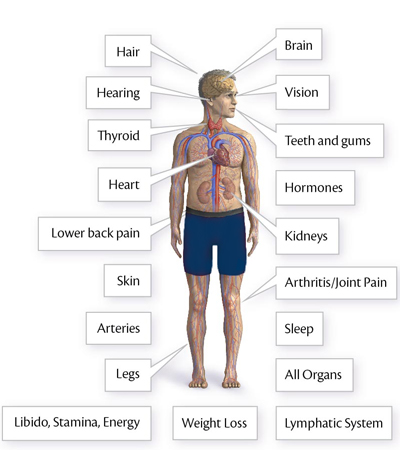 Hair
Brain
Hearing
Vision
Thyroid
Teeth and gums
Heart
Hormones
Lower back pain
Kidneys
Skin
Arthritis/Joint Pain
Arteries
Sleep
Legs
All Organs
Libido, Stamina, Energy
Weight Loss
Lymphatic System